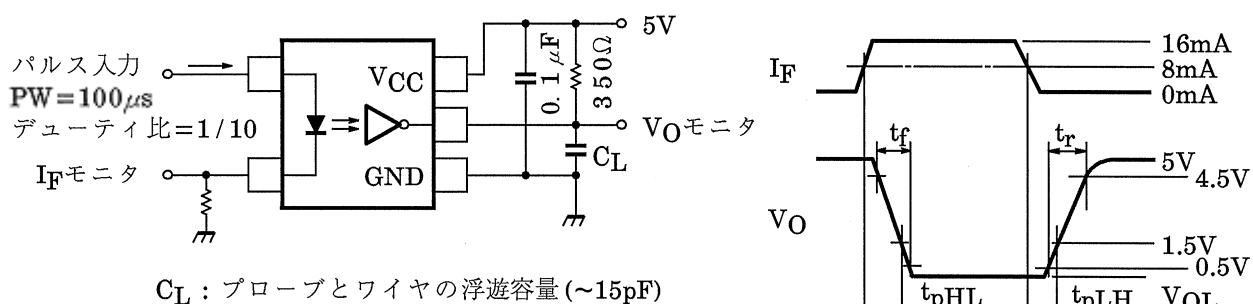 パルス入力
PW=100μs
デューティ比=1/10
IFモニタ
VCC
GND
0.1μF
350Ω
5V
VOモニタ
CL
CL : プローブとワイヤの浮遊容量(~15pF)
IF
16mA
8mA
0mA
tf
tr
5V
4.5V
VO
1.5V
0.5V
tpHL
tpLH
VOL